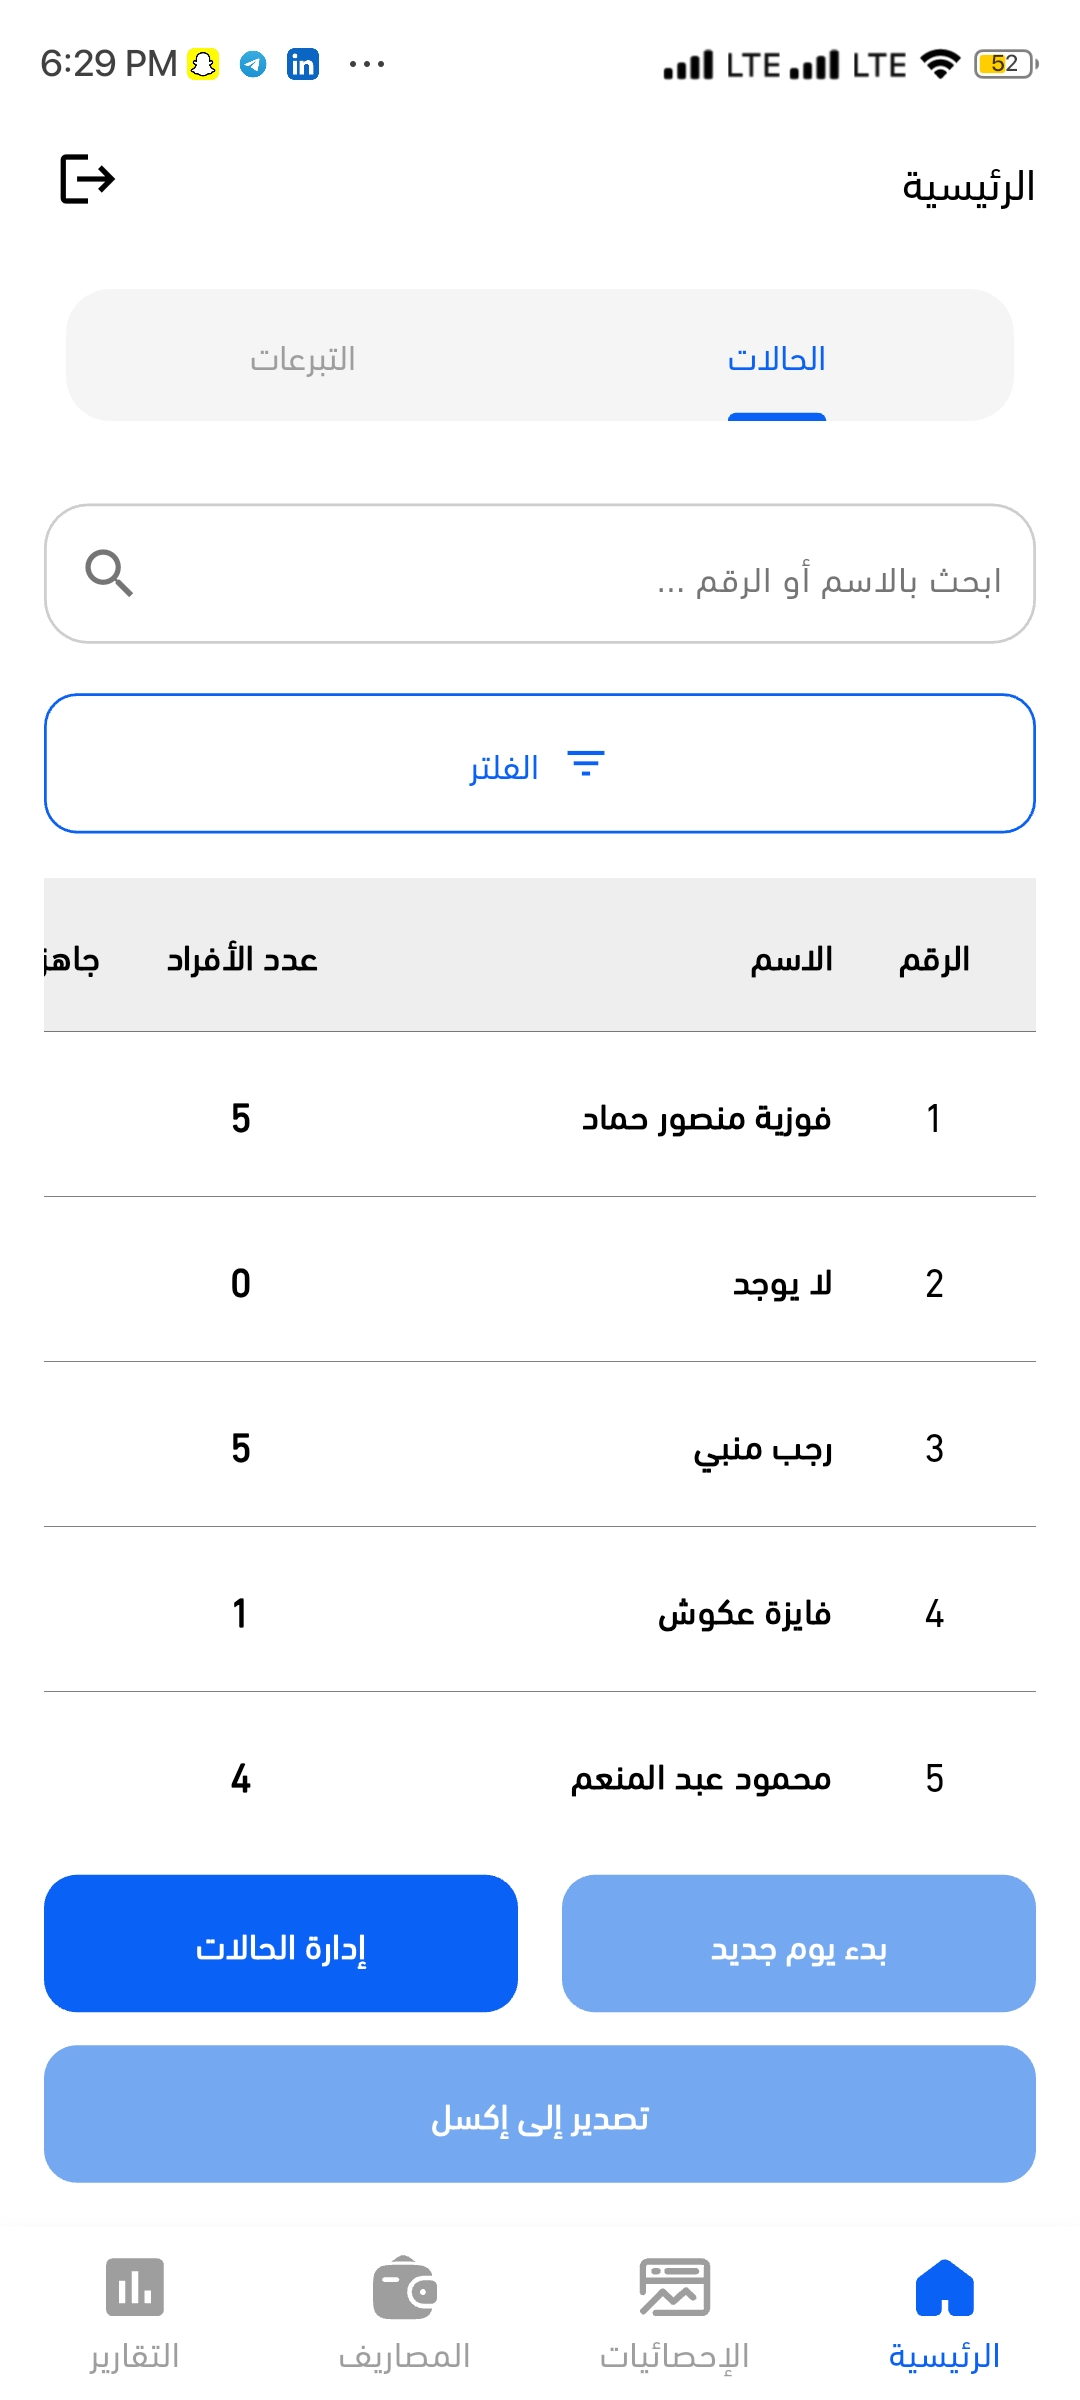 6:29 PM in ... LTE LTE 52
الرئيسية
الحالات التبرعات
ابحث بالاسم أو الرقم ...
الفلتر
الرقم الاسم عدد الأفراد جاهز
1 فوزية منصور حماد 5
2 لا يوجد 0
3 رجب منبي 5
4 فايزة عكوش 1
5 محمود عبد المنعم 4
بدء يوم جديد إدارة الحالات
تصدير إلى إكسل
الرئيسية الإحصائيات المصاريف التقارير